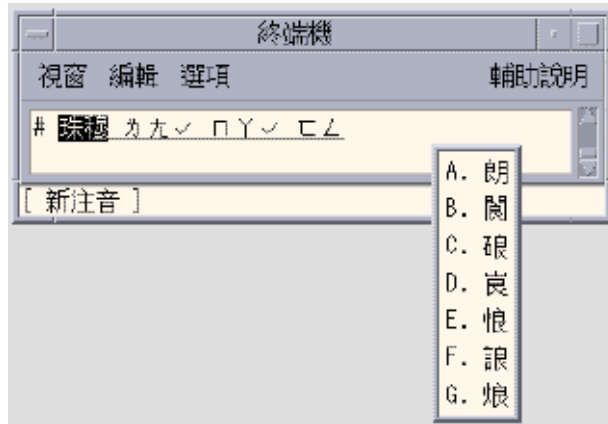 終端機
視窗 編輯 選項 輔助說明
# 珠穆 ㄌㄤˇ ㄇㄚˇ ㄈㄥ
[ 新注音 ]
A. 朗
B. 閬
C. 硠
D. 崀
E. 悢
F. 誏
G. 烺